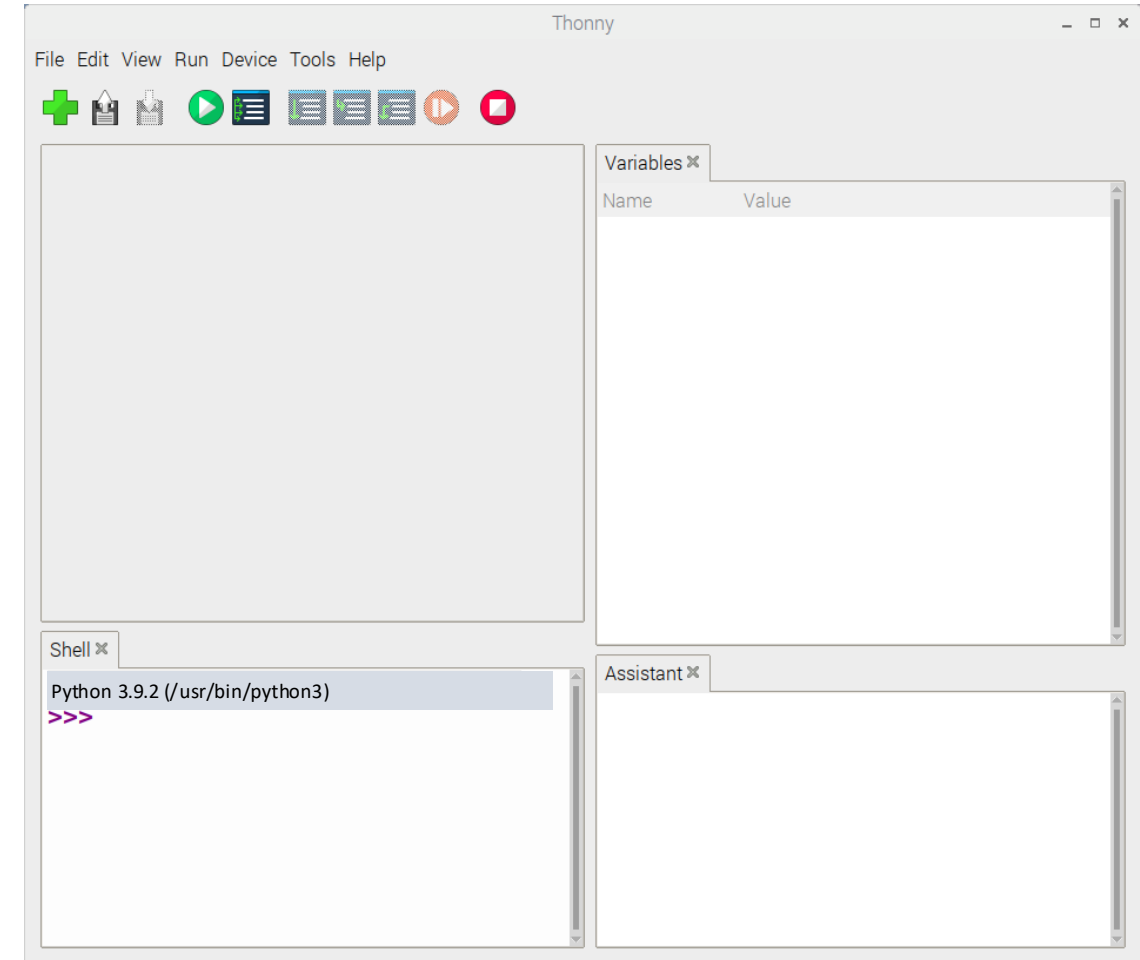 Thonny
File Edit View Run Device Tools Help
Variables
Name Value
Shell
Python 3.9.2 (/usr/bin/python3)
>>>
Assistant